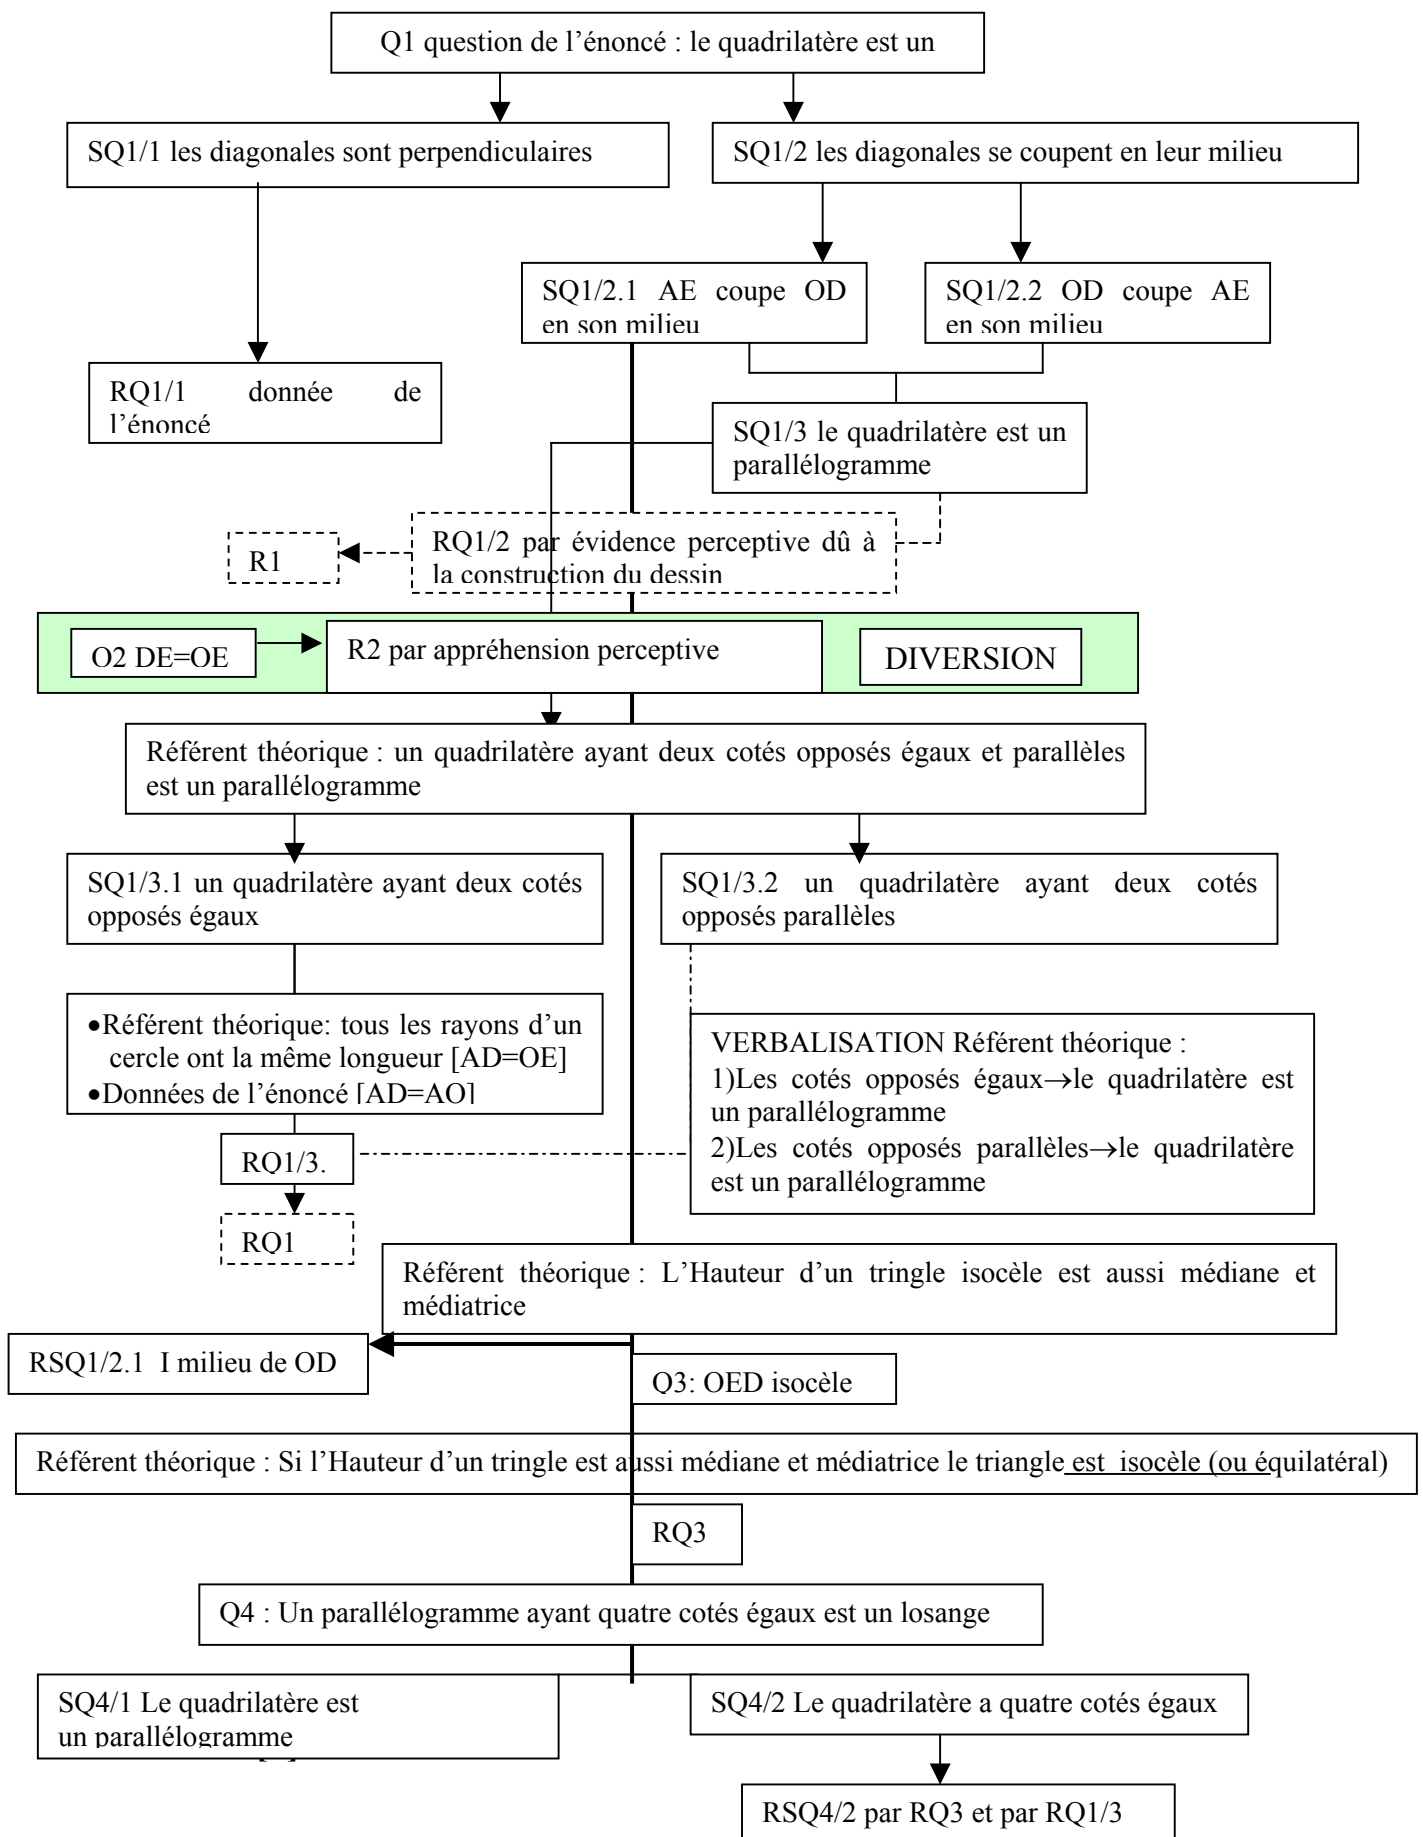 Q1 question de l’énoncé : le quadrilatère est un
SQ1/1 les diagonales sont perpendiculaires
SQ1/2 les diagonales se coupent en leur milieu
SQ1/2.1 AE coupe OD
en son milieu
SQ1/2.2 OD coupe AE
en son milieu
RQ1/1 donnée de
l’énoncé
SQ1/3 le quadrilatère est un
parallélogramme
R1
RQ1/2 par évidence perceptive dû à
la construction du dessin
O2 DE=OE
R2 par appréhension perceptive
DIVERSION
Référent théorique : un quadrilatère ayant deux cotés opposés égaux et parallèles
est un parallélogramme
SQ1/3.1 un quadrilatère ayant deux cotés
opposés égaux
SQ1/3.2 un quadrilatère ayant deux cotés
opposés parallèles
•Référent théorique: tous les rayons d’un
cercle ont la même longueur [AD=OE]
•Données de l’énoncé [AD=AO]
VERBALISATION Référent théorique :
1)Les cotés opposés égaux→le quadrilatère est
un parallélogramme
2)Les cotés opposés parallèles→le quadrilatère
est un parallélogramme
RQ1/3.
RQ1
Référent théorique : L’Hauteur d’un tringle isocèle est aussi médiane et
médiatrice
RSQ1/2.1 I milieu de OD
Q3: OED isocèle
Référent théorique : Si l’Hauteur d’un tringle est aussi médiane et médiatrice le triangle est isocèle (ou équilatéral)
RQ3
Q4 : Un parallélogramme ayant quatre cotés égaux est un losange
SQ4/1 Le quadrilatère est
un parallélogramme
SQ4/2 Le quadrilatère a quatre cotés égaux
RSQ4/2 par RQ3 et par RQ1/3